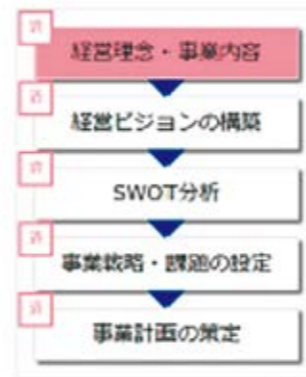 済
経営理念・事業内容
済
経営ビジョンの構築
済
SWOT分析
済
事業戦略・課題の設定
済
事業計画の策定